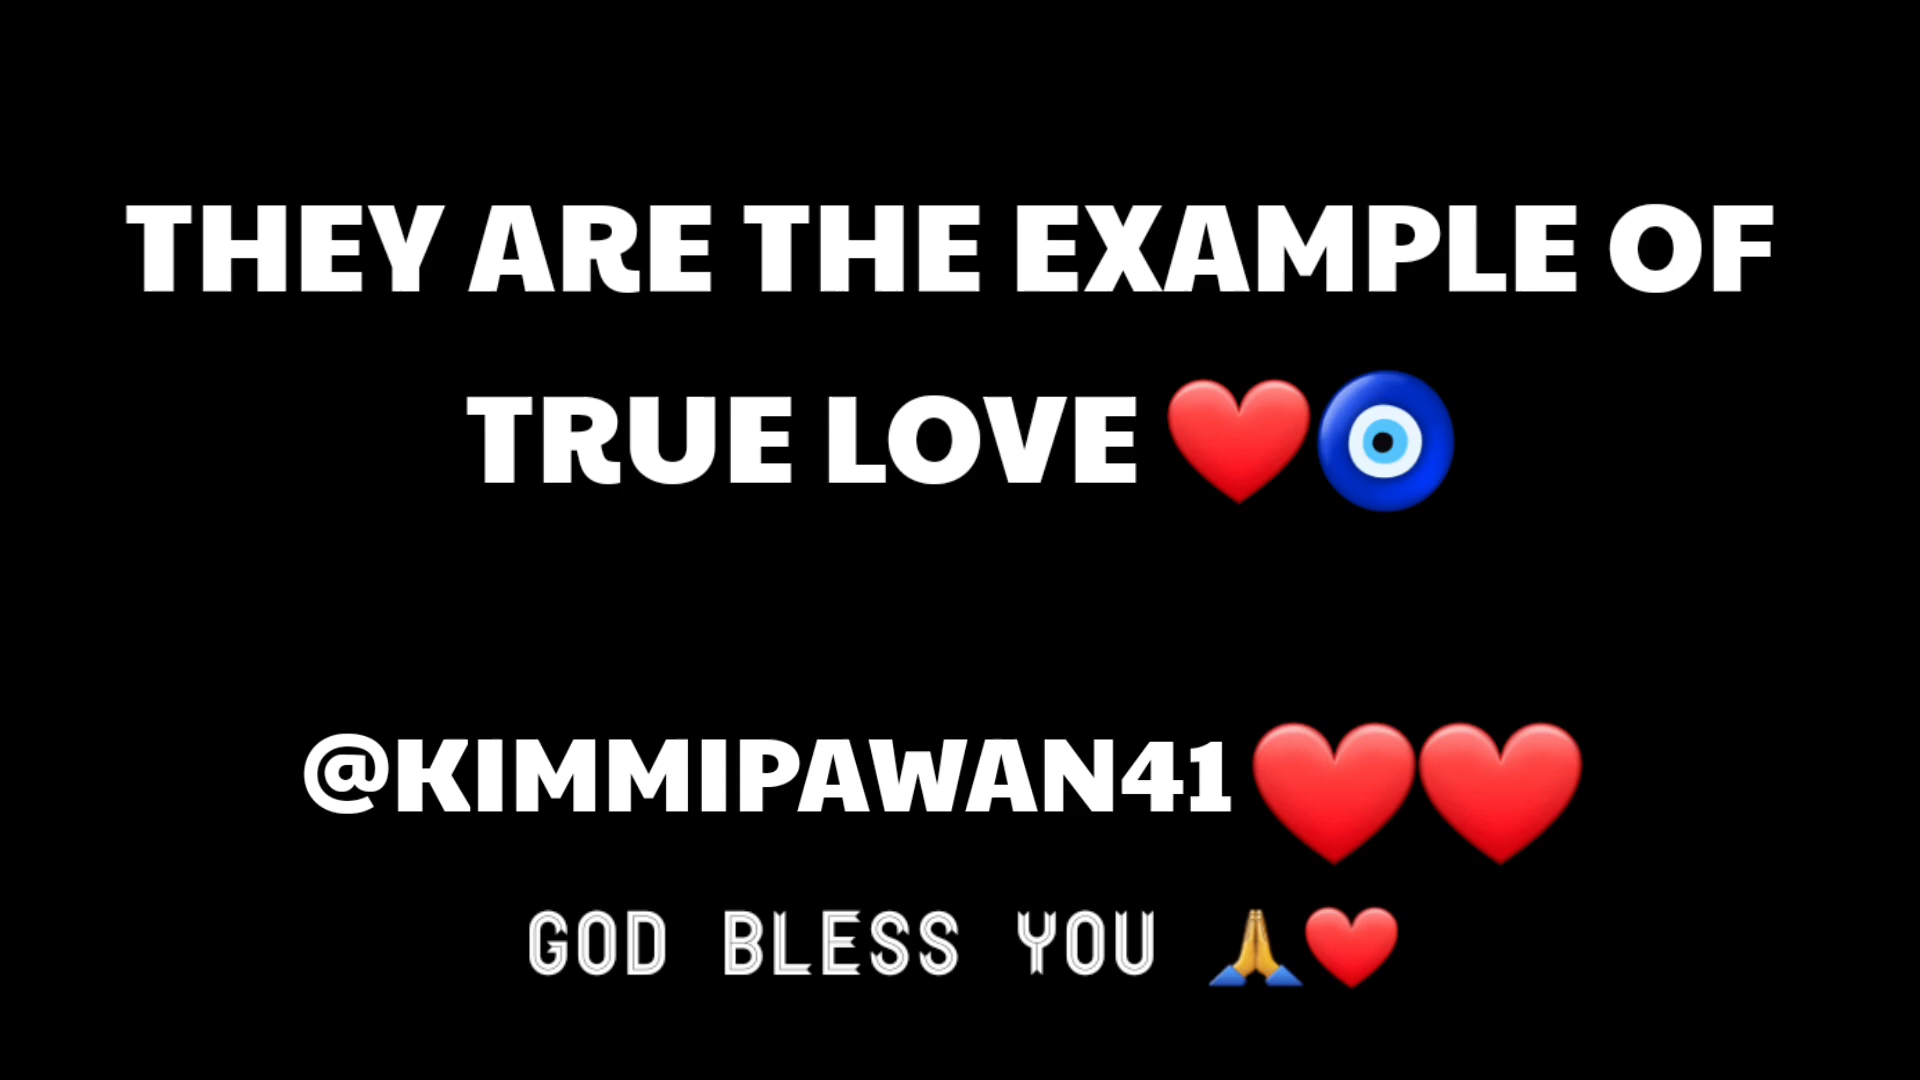 THEY ARE THE EXAMPLE OF
TRUE LOVE ❤️🧿
@KIMMIPAWAN41 ❤️❤️
GOD BLESS YOU 🙏❤️